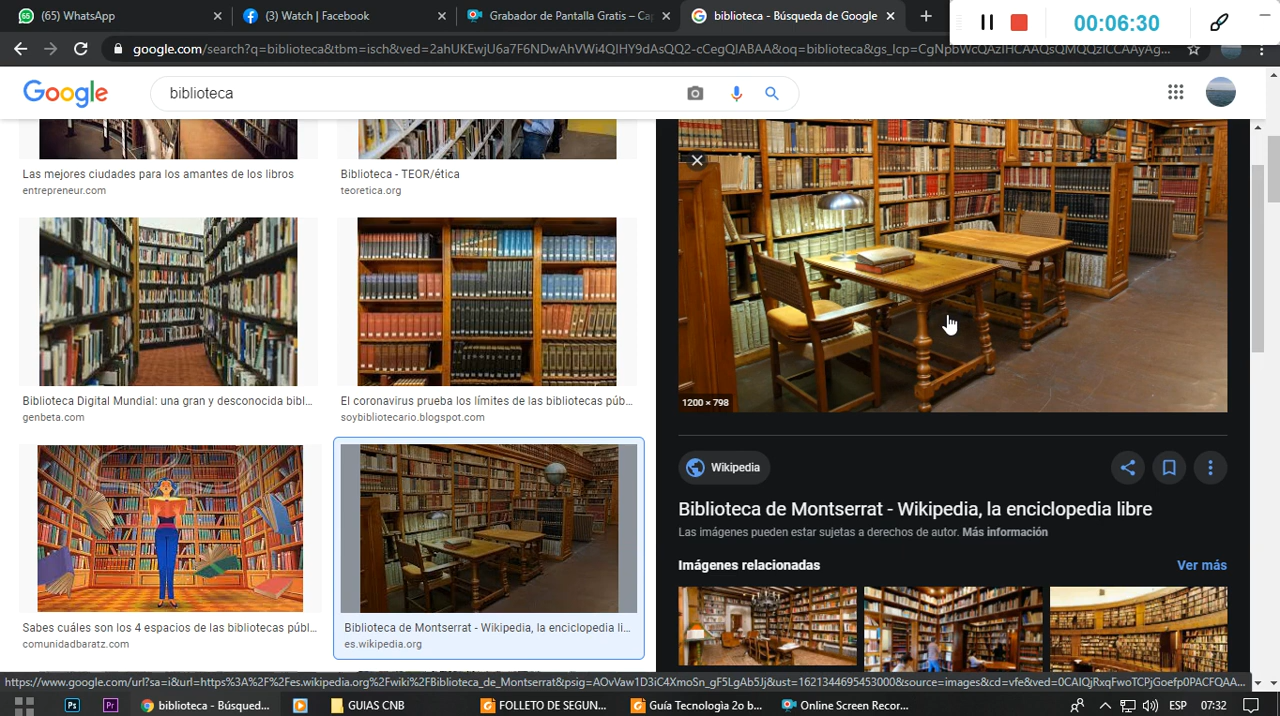 (65) WhatsApp
(3) Watch | Facebook
Grabador de Pantalla Gratis – Cap
biblioteca - Búsqueda de Google
00:06:30
google.com/search?q=biblioteca&tbm=isch&ved=2ahUKEwjU6a7F6NDwAhVWi4QIHY9dAsQQ2-cCegQIABAA&oq=biblioteca&gs_lcp=CgNpbWcQAzIHCAAQsQMQQzICCAAyAg...
Google
biblioteca
Las mejores ciudades para los amantes de los libros
entrepreneur.com
Biblioteca - TEOR/ética
teoretica.org
Biblioteca Digital Mundial: una gran y desconocida bibl...
genbeta.com
El coronavirus prueba los límites de las bibliotecas púb...
soybibliotecario.blogspot.com
Sabes cuáles son los 4 espacios de las bibliotecas públ...
comunidadbaratz.com
Biblioteca de Montserrat - Wikipedia, la enciclopedia li...
es.wikipedia.org
1200 × 798
Wikipedia
Biblioteca de Montserrat - Wikipedia, la enciclopedia libre
Las imágenes pueden estar sujetas a derechos de autor. Más información
Imágenes relacionadas
Ver más
https://www.google.com/url?sa=i&url=https%3A%2F%2Fes.wikipedia.org%2Fwiki%2FBiblioteca_de_Montserrat&psig=AOvVaw1D3iC4XmoSn_gF5LgAb5Jj&ust=1621344695453000&source=images&cd=vfe&ved=0CAIQjRxqFwoTCPjGoefp0PACFQAA...
Ps
Pr
biblioteca - Búsqued...
GUIAS CNB
FOLLETO DE SEGUN...
Guía Tecnología 2o b...
Online Screen Recor...
ESP
07:32